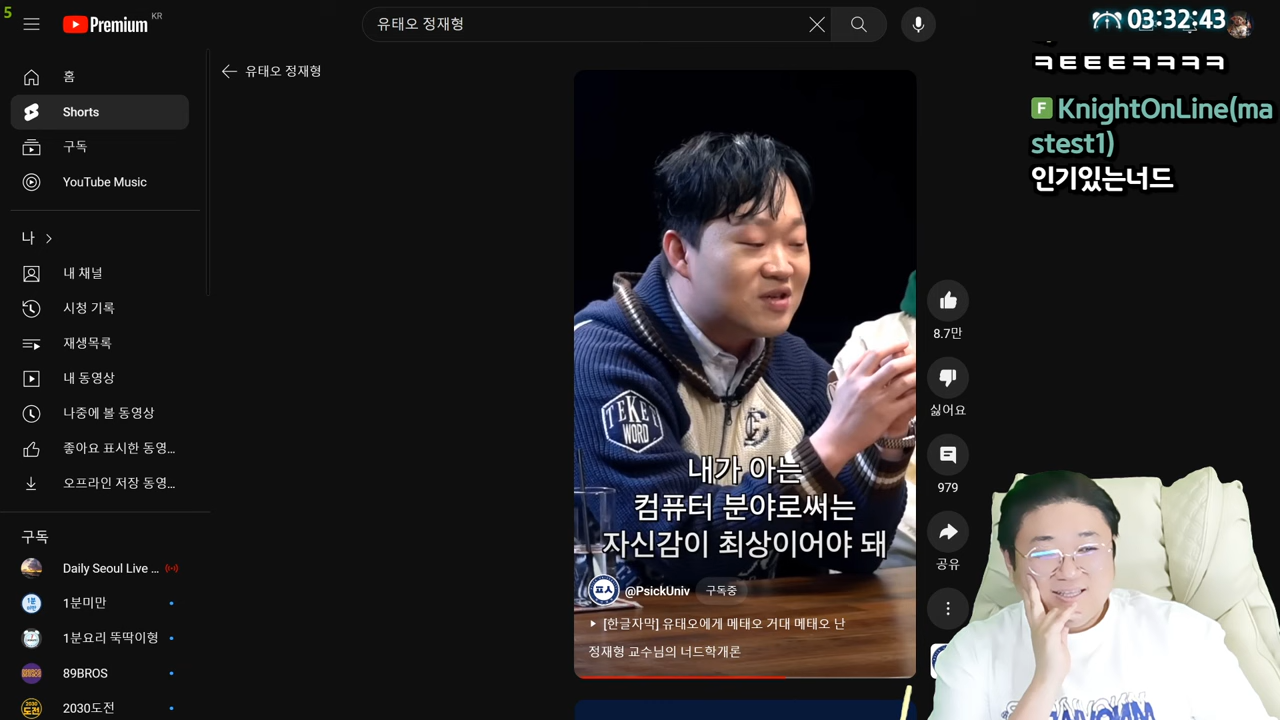 5
Premium KR
유태오 정재형
03:32:43
ㅋㅌㅌㅌㅋㅋㅋㅋ
F KnightOnLine(ma
stest1)
인기있는너드
홈
Shorts
구독
YouTube Music
나
내 채널
시청 기록
재생목록
내 동영상
나중에 볼 동영상
좋아요 표시한 동영...
오프라인 저장 동영...
구독
Daily Seoul Live ...
1분미만
1분요리 뚝딱이형
89BROS
2030도전
유태오 정재형
TEKET
WORD
내가 아는
컴퓨터 분야로써는
자신감이 최상이어야 돼
프사 @PsickUniv 구독중
[한글자막] 유태오에게 메태오 거대 메태오 난
정재형 교수님의 너드학개론
8.7만
싫어요
979
공유